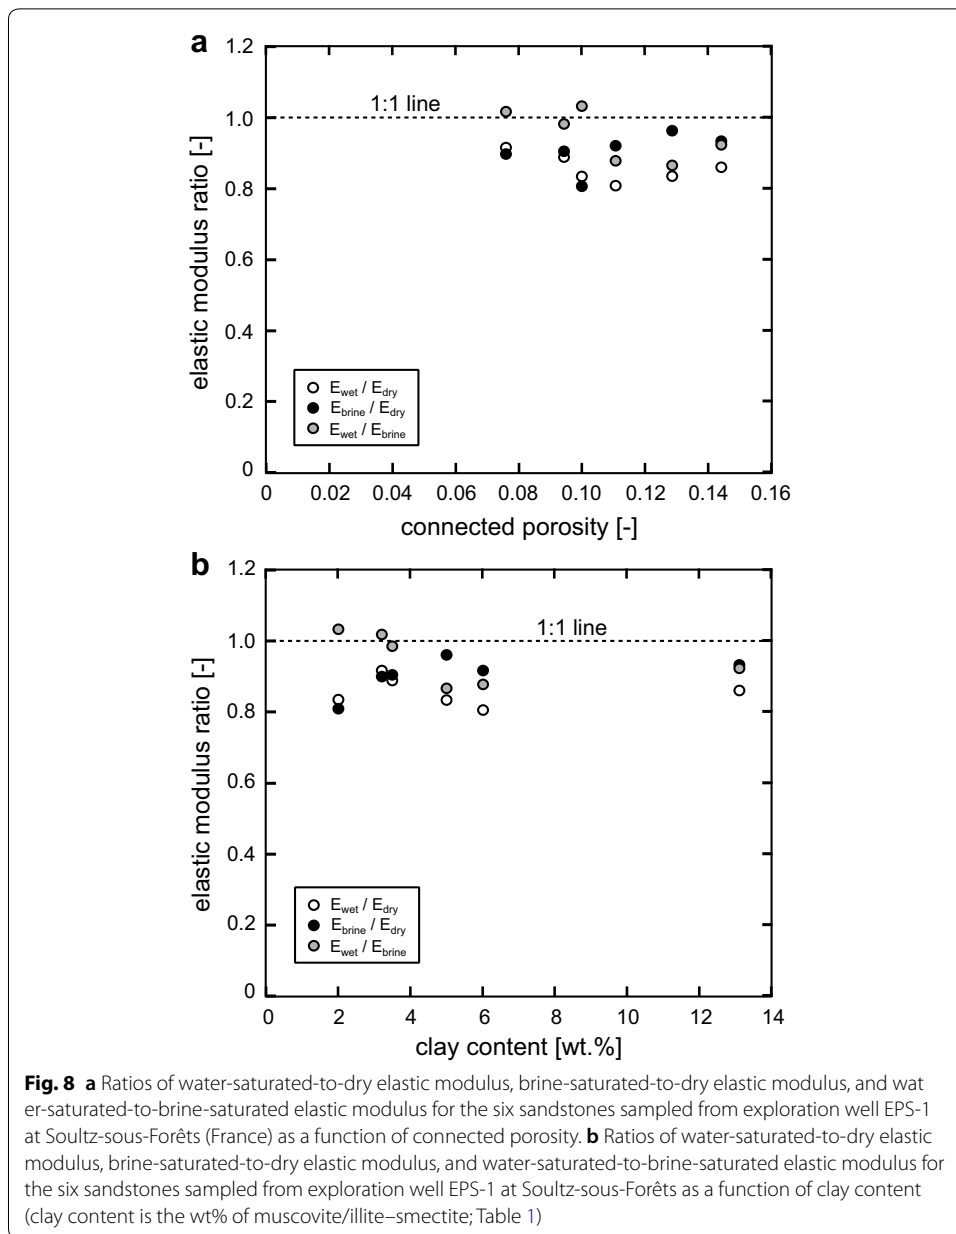 a
1.2
1.0
0.8
0.6
0.4
0.2
0
elastic modulus ratio [-]
1:1 line
E_wet / E_dry
E_brine / E_dry
E_wet / E_brine
0 0.02 0.04 0.06 0.08 0.10 0.12 0.14 0.16
connected porosity [-]
b
1.2
1.0
0.8
0.6
0.4
0.2
0
elastic modulus ratio [-]
1:1 line
E_wet / E_dry
E_brine / E_dry
E_wet / E_brine
0 2 4 6 8 10 12 14
clay content [wt.%]
Fig. 8 a Ratios of water-saturated-to-dry elastic modulus, brine-saturated-to-dry elastic modulus, and wat
er-saturated-to-brine-saturated elastic modulus for the six sandstones sampled from exploration well EPS-1
at Soultz-sous-Forêts (France) as a function of connected porosity. b Ratios of water-saturated-to-dry elastic
modulus, brine-saturated-to-dry elastic modulus, and water-saturated-to-brine-saturated elastic modulus for
the six sandstones sampled from exploration well EPS-1 at Soultz-sous-Forêts as a function of clay content
(clay content is the wt% of muscovite/illite–smectite; Table 1)